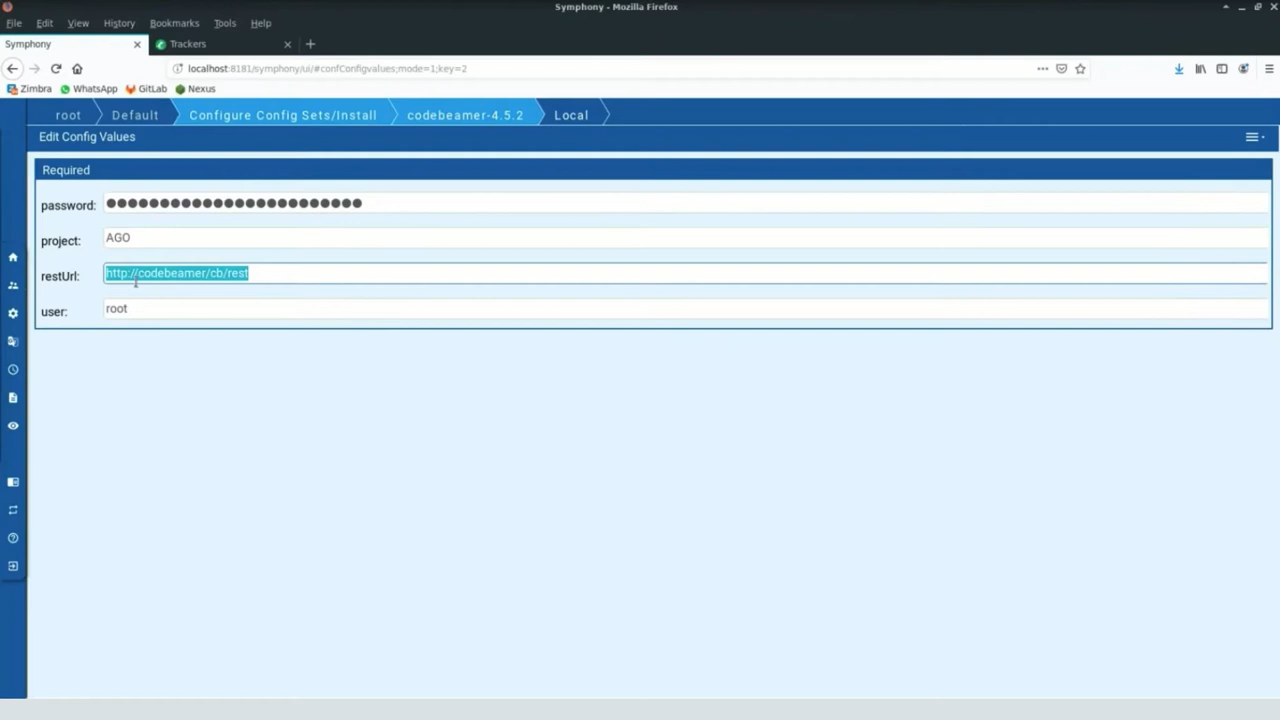 Symphony - Mozilla Firefox
File Edit View History Bookmarks Tools Help
Symphony Trackers
localhost:8181/symphony/ui/#confConfigvalues;mode=1;key=2
Zimbra WhatsApp GitLab Nexus
root Default Configure Config Sets/Install codebeamer-4.5.2 Local
Edit Config Values
Required
password: ●●●●●●●●●●●●●●●●●●●●●●●●
project: AGO
restUrl: http://codebeamer/cb/rest
user: root